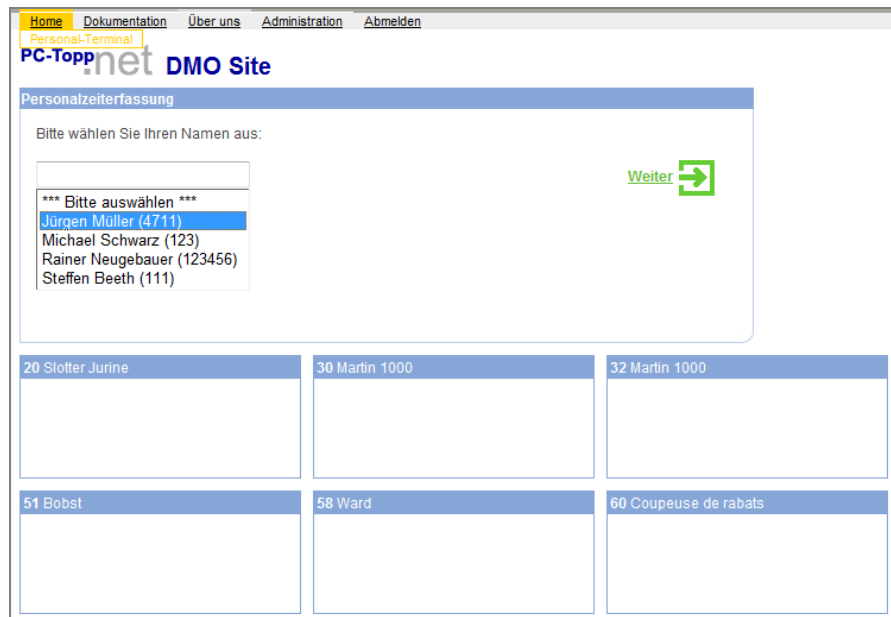 Home Dokumentation Über uns Administration Abmelden
Personal-Terminal
PC-Topp.net DMO Site
Personalzeiterfassung
Bitte wählen Sie Ihren Namen aus:
Weiter
*** Bitte auswählen ***
Jürgen Müller (4711)
Michael Schwarz (123)
Rainer Neugebauer (123456)
Steffen Beeth (111)
20 Slotter Jurine 30 Martin 1000 32 Martin 1000
51 Bobst 58 Ward 60 Coupeuse de rabats